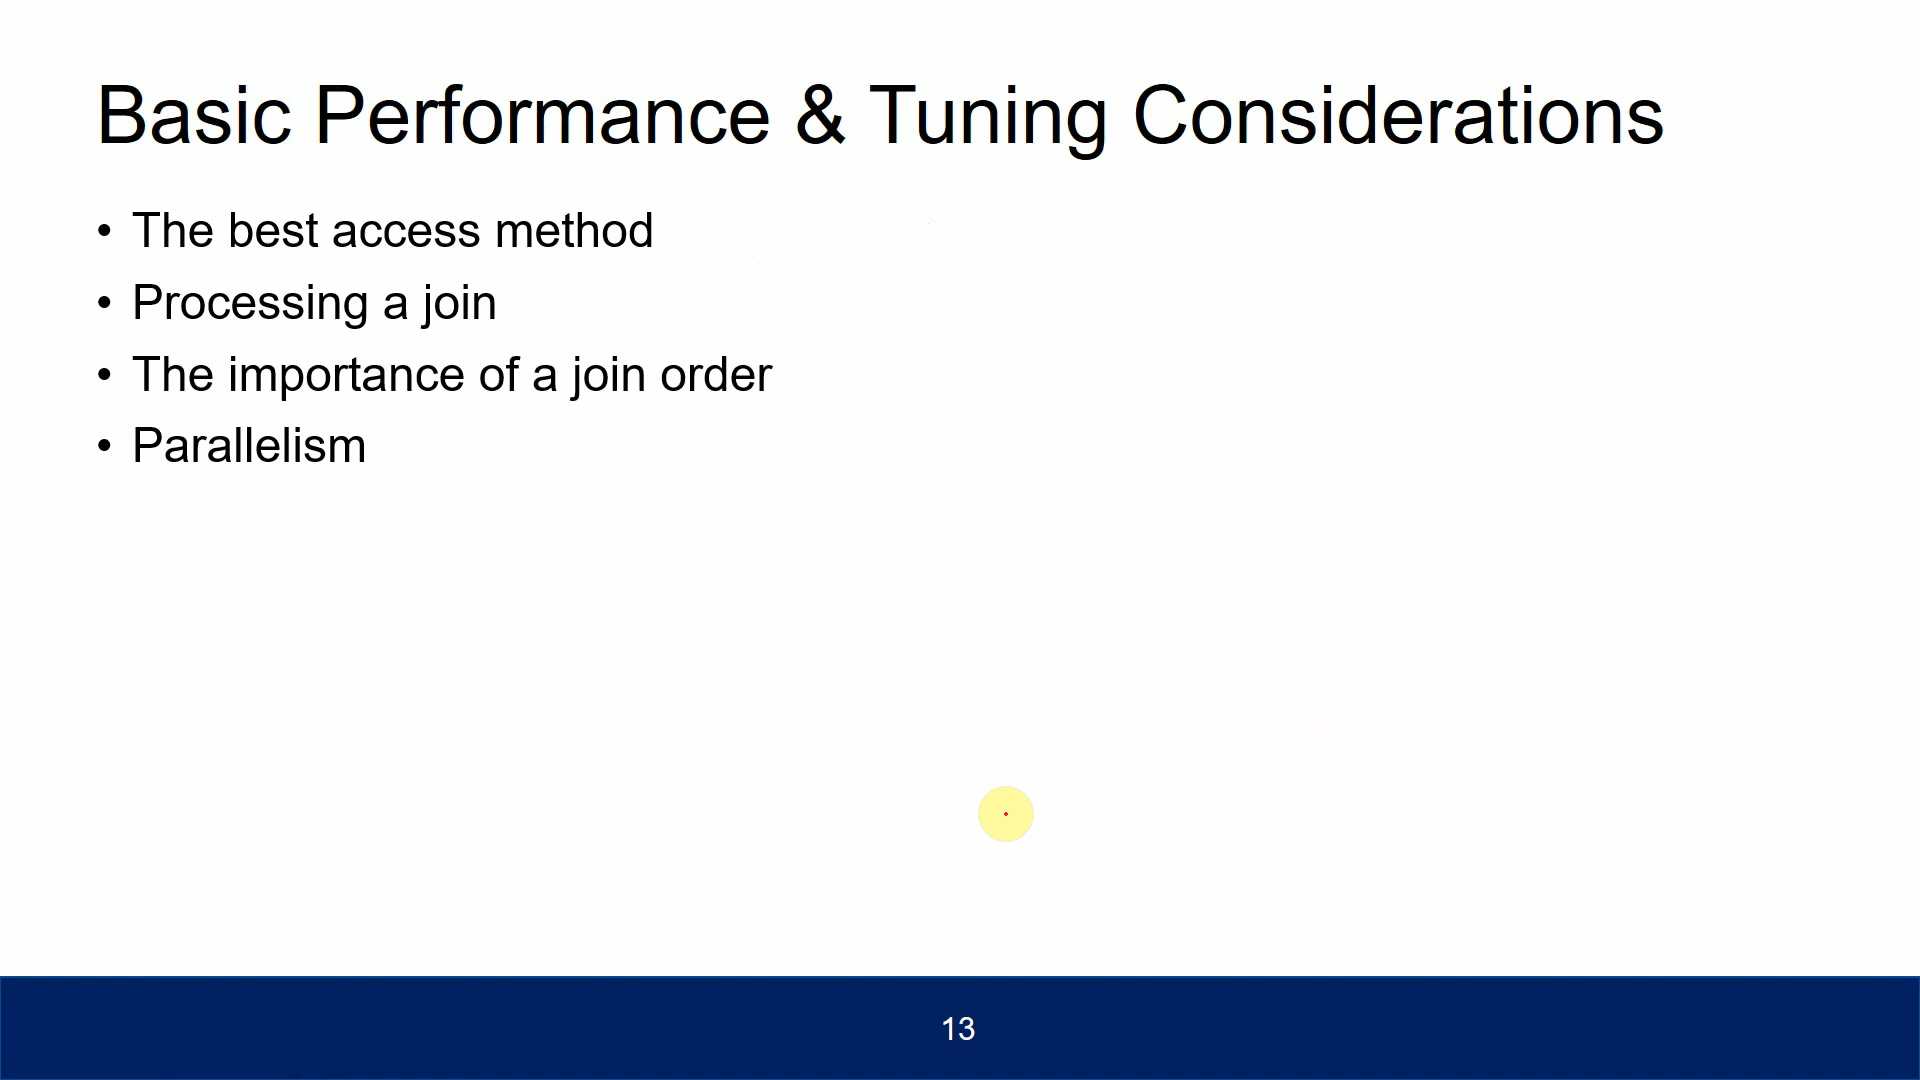 Basic Performance & Tuning Considerations
• The best access method
• Processing a join
• The importance of a join order
• Parallelism
13